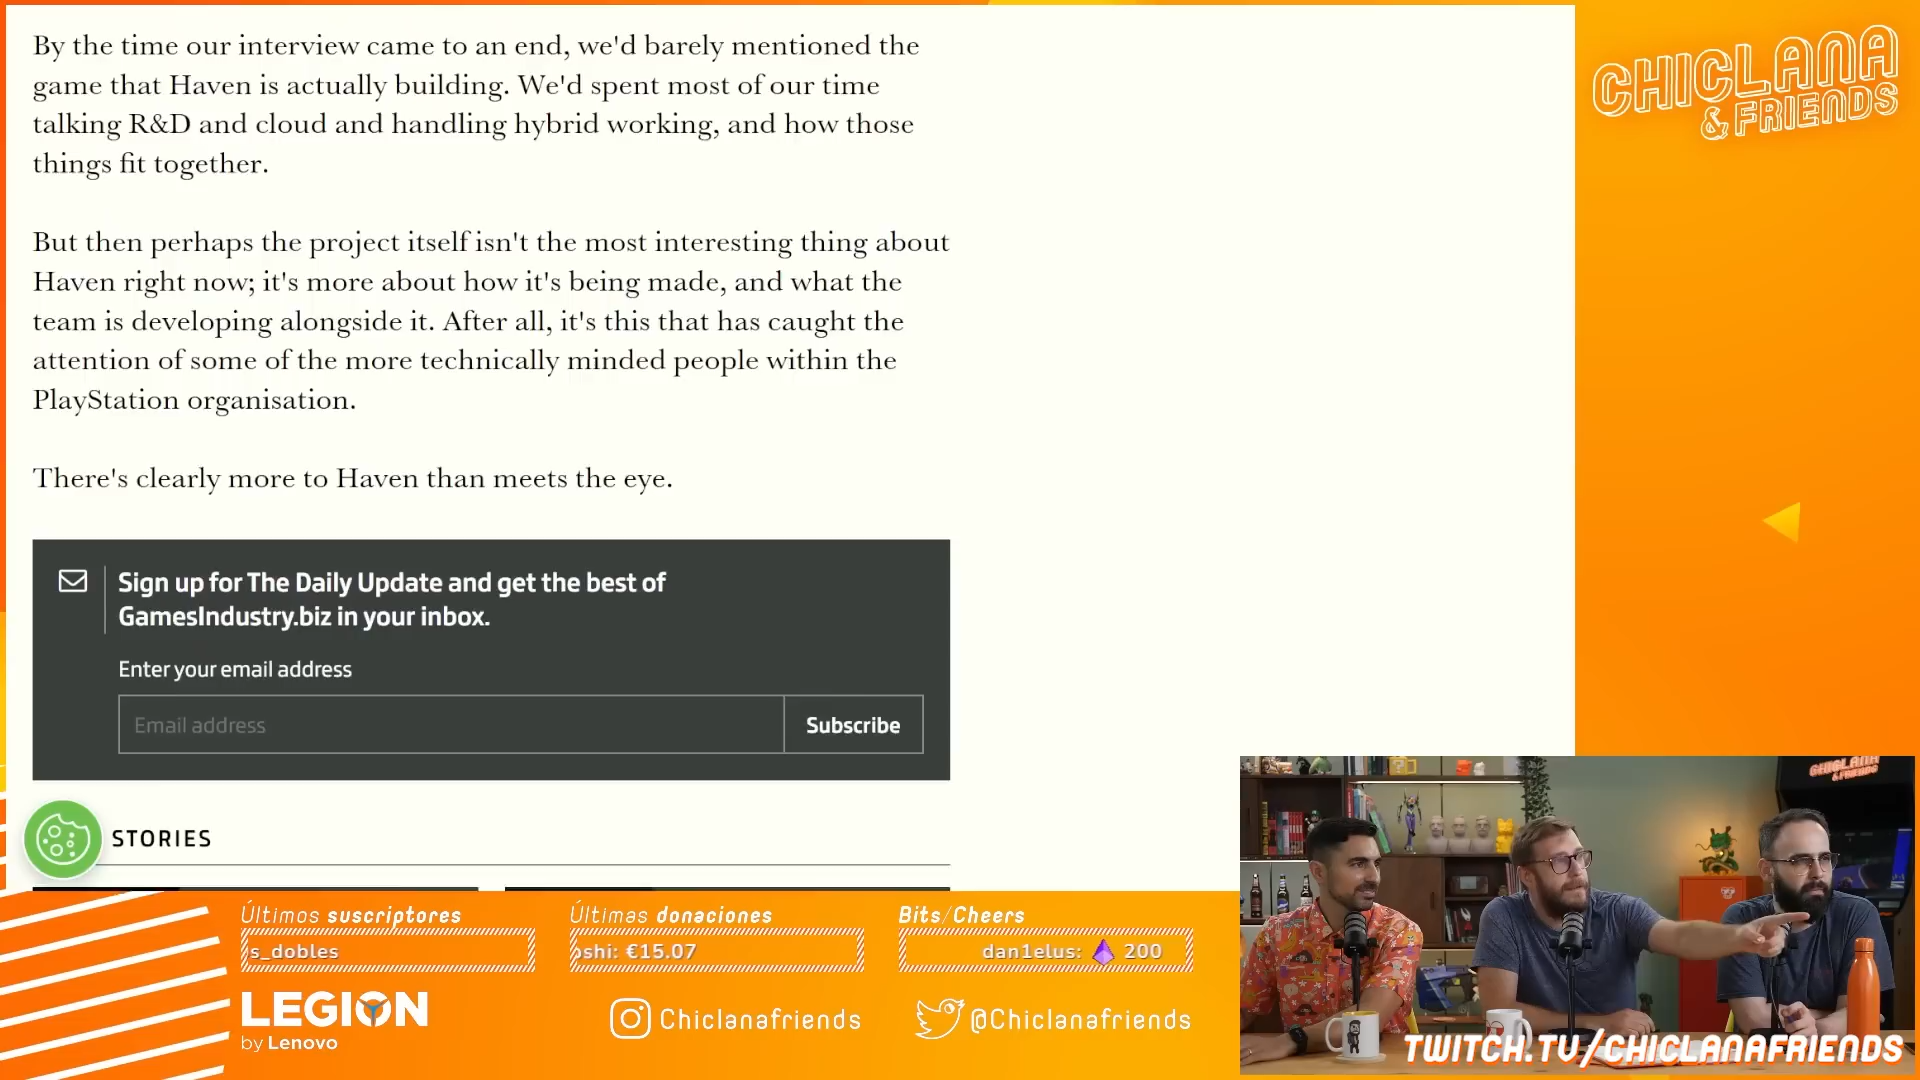 By the time our interview came to an end, we'd barely mentioned the
game that Haven is actually building. We'd spent most of our time
talking R&D and cloud and handling hybrid working, and how those
things fit together.
But then perhaps the project itself isn't the most interesting thing about
Haven right now; it's more about how it's being made, and what the
team is developing alongside it. After all, it's this that has caught the
attention of some of the more technically minded people within the
PlayStation organisation.
There's clearly more to Haven than meets the eye.
Sign up for The Daily Update and get the best of
GamesIndustry.biz in your inbox.
Enter your email address
Email address
Subscribe
STORIES
CHICLANA
& FRIENDS
CHICLANA
& FRIENDS
Últimos suscriptores
s_dobles
Últimas donaciones
oshi: €15.07
Bits/Cheers
dan1elus: 200
LEGION
by Lenovo
Chiclanafriends
@Chiclanafriends
TWITCH.TV/CHICLANAFRIENDS